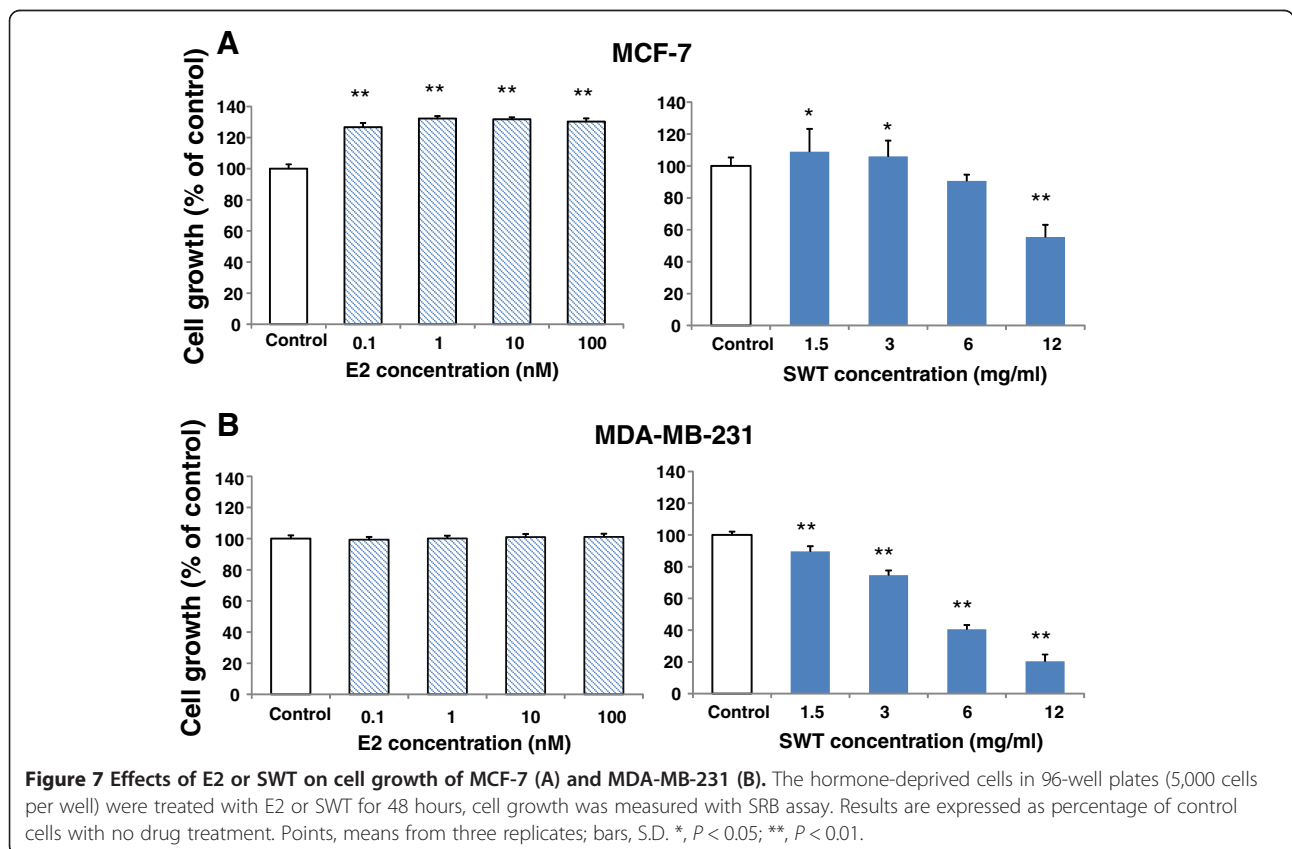 A
MCF-7
Cell growth (% of control)
140
120
100
80
60
40
20
0
** ** ** **
Control 0.1 1 10 100
E2 concentration (nM)
140
120
100
80
60
40
20
0
* * **
Control 1.5 3 6 12
SWT concentration (mg/ml)
B
MDA-MB-231
Cell growth (% of control)
140
120
100
80
60
40
20
0
Control 0.1 1 10 100
E2 concentration (nM)
140
120
100
80
60
40
20
0
** ** ** **
Control 1.5 3 6 12
SWT concentration (mg/ml)
Figure 7 Effects of E2 or SWT on cell growth of MCF-7 (A) and MDA-MB-231 (B). The hormone-deprived cells in 96-well plates (5,000 cells
per well) were treated with E2 or SWT for 48 hours, cell growth was measured with SRB assay. Results are expressed as percentage of control
cells with no drug treatment. Points, means from three replicates; bars, S.D. *, P < 0.05; **, P < 0.01.